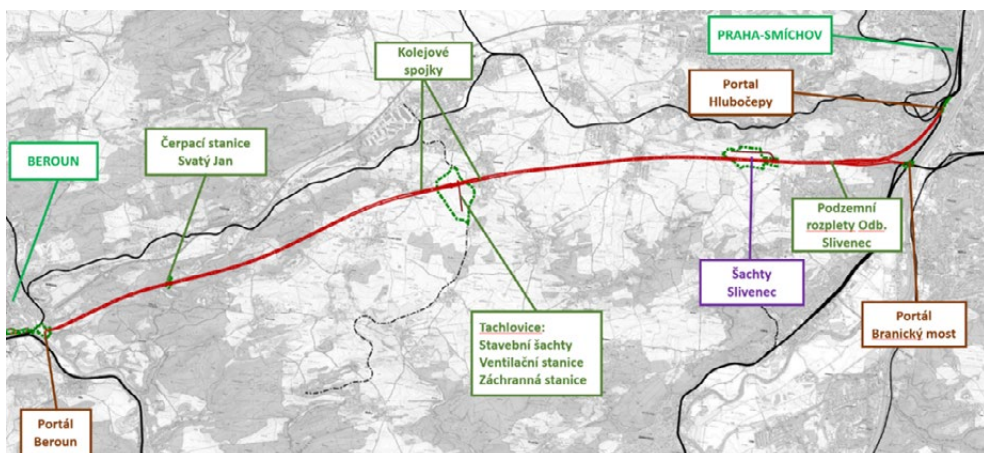 PRAHA-SMÍCHOV
Kolejové
spojky
Portal
Hlubočepy
Čerpací stanice
Svatý Jan
BEROUN
Podzemní
rozplety Odb.
Slivenec
Šachty
Slivenec
Tachlovice:
Stavební šachty
Ventilační stanice
Záchranná stanice
Portál
Branický most
Portál
Beroun